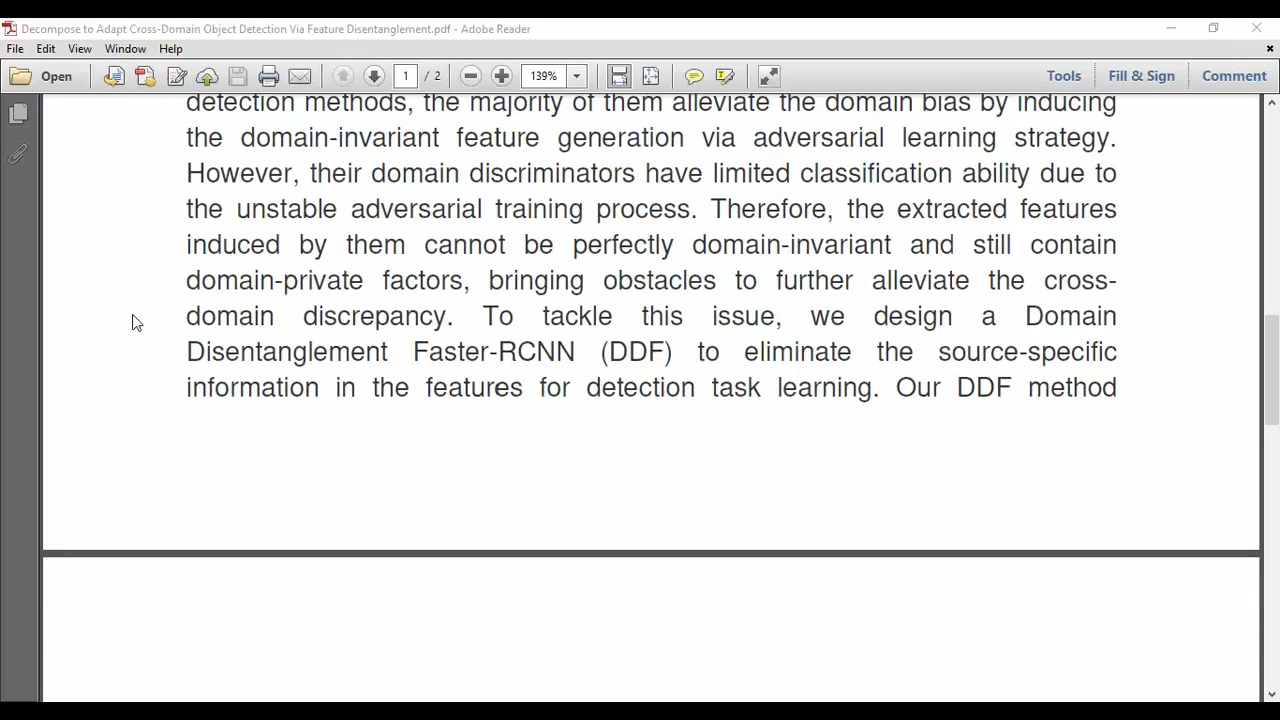 Decompose to Adapt Cross-Domain Object Detection Via Feature Disentanglement.pdf - Adobe Reader
File Edit View Window Help
Open 1 / 2 139% Tools Fill & Sign Comment
detection methods, the majority of them alleviate the domain bias by inducing
the domain-invariant feature generation via adversarial learning strategy.
However, their domain discriminators have limited classification ability due to
the unstable adversarial training process. Therefore, the extracted features
induced by them cannot be perfectly domain-invariant and still contain
domain-private factors, bringing obstacles to further alleviate the cross-
domain discrepancy. To tackle this issue, we design a Domain
Disentanglement Faster-RCNN (DDF) to eliminate the source-specific
information in the features for detection task learning. Our DDF method